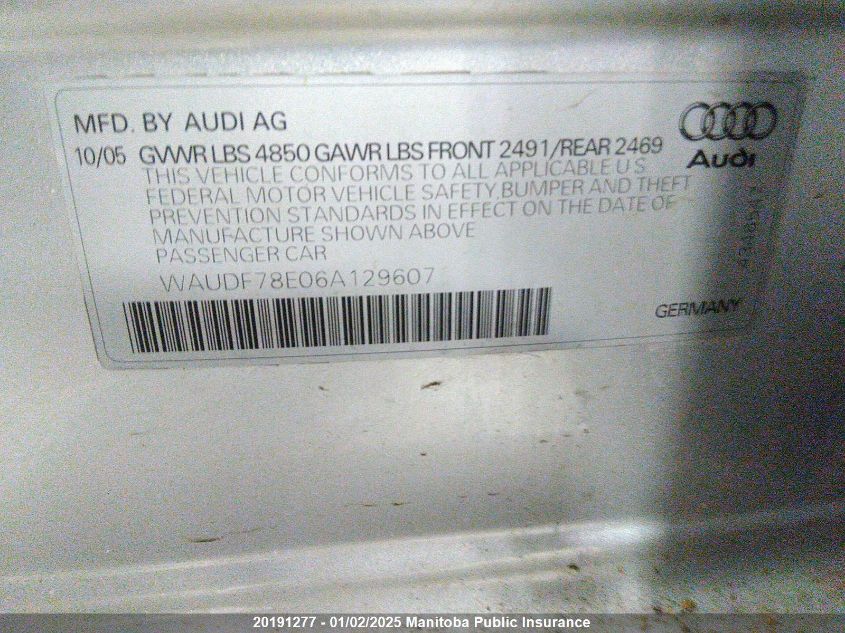 MFD. BY AUDI AG
10/05 GVWR LBS 4850 GAWR LBS FRONT 2491/REAR 2469
THIS VEHICLE CONFORMS TO ALL APPLICABLE U S
FEDERAL MOTOR VEHICLE SAFETY, BUMPER AND THEFT
PREVENTION STANDARDS IN EFFECT ON THE DATE OF
MANUFACTURE SHOWN ABOVE
PASSENGER CAR
WAUDF78E06A129607
Audi
GERMANY
20191277 - 01/02/2025 Manitoba Public Insurance